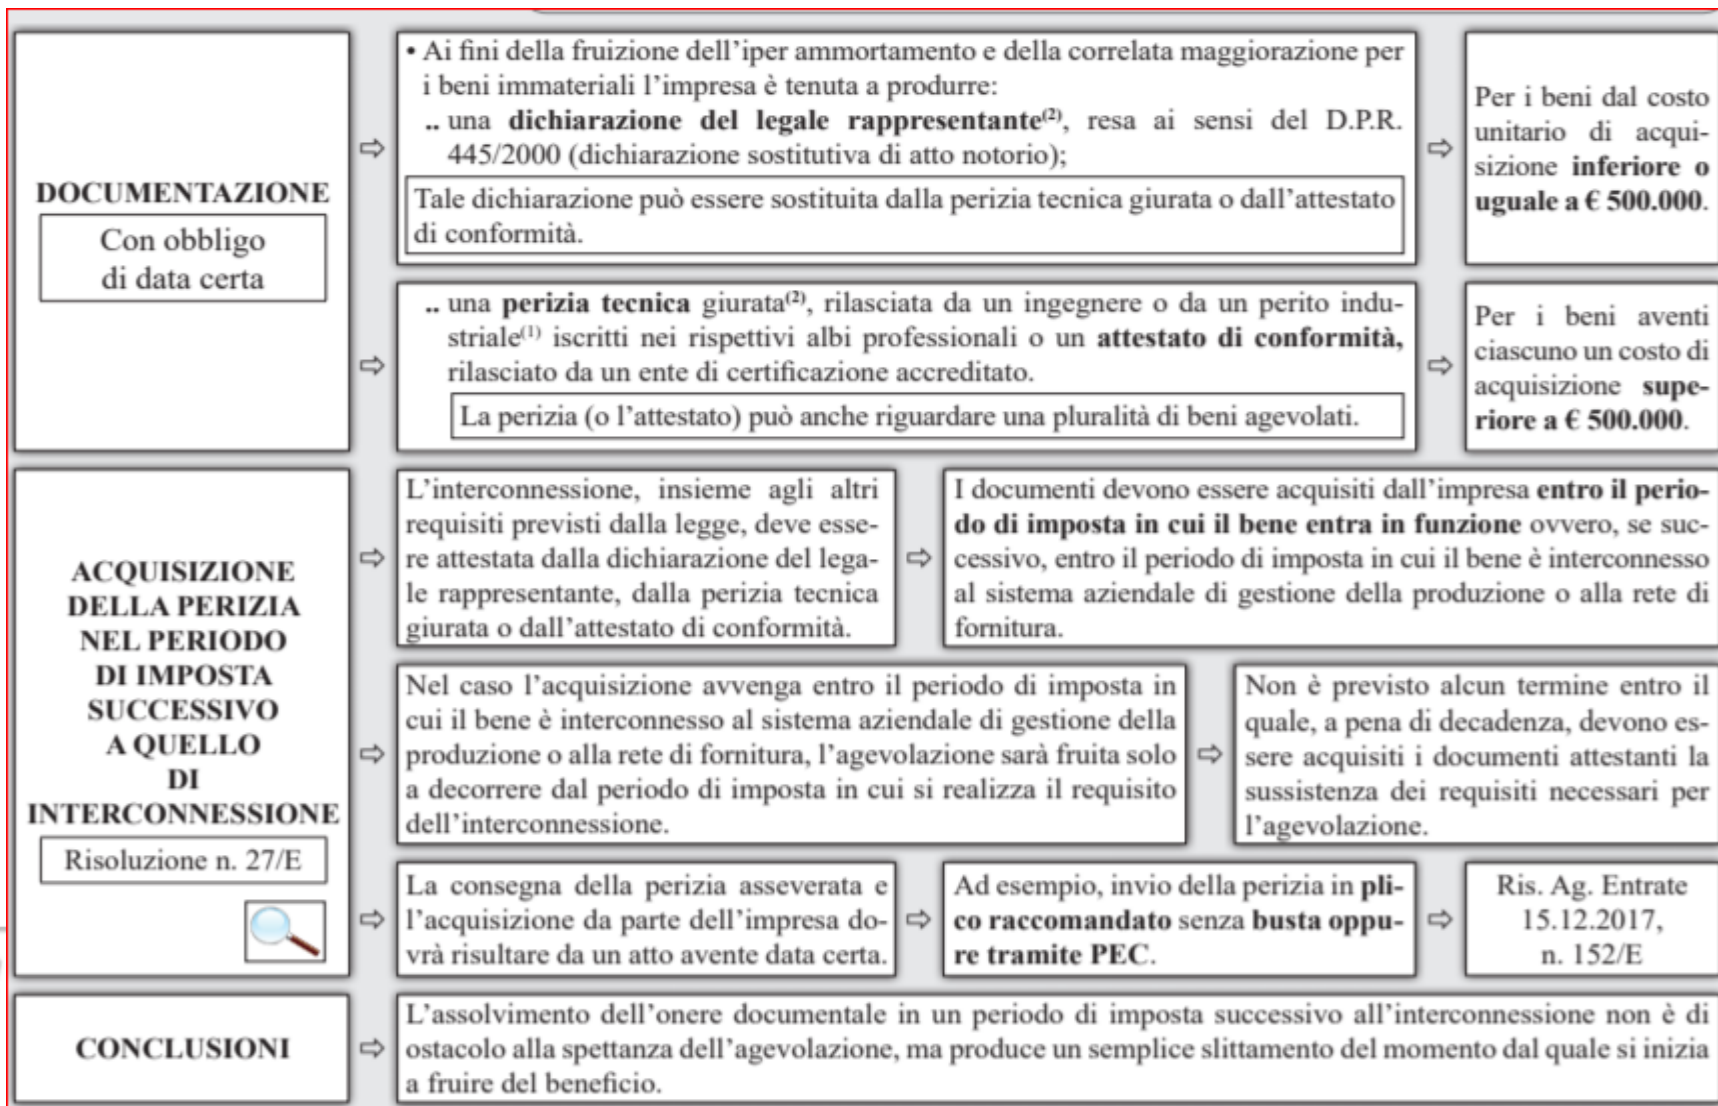 DOCUMENTAZIONE
Con obbligo
di data certa
• Ai fini della fruizione dell'iper ammortamento e della correlata maggiorazione per
i beni immateriali l'impresa è tenuta a produrre:
.. una dichiarazione del legale rappresentante(2), resa ai sensi del D.P.R.
445/2000 (dichiarazione sostitutiva di atto notorio);
Tale dichiarazione può essere sostituita dalla perizia tecnica giurata o dall'attestato
di conformità.
Per i beni dal costo
unitario di acqui-
sizione inferiore o
uguale a € 500.000.
.. una perizia tecnica giurata(2), rilasciata da un ingegnere o da un perito indu-
striale(1) iscritti nei rispettivi albi professionali o un attestato di conformità,
rilasciato da un ente di certificazione accreditato.
La perizia (o l'attestato) può anche riguardare una pluralità di beni agevolati.
Per i beni aventi
ciascuno un costo di
acquisizione supe-
riore a € 500.000.
ACQUISIZIONE
DELLA PERIZIA
NEL PERIODO
DI IMPOSTA
SUCCESSIVO
A QUELLO
DI
INTERCONNESSIONE
Risoluzione n. 27/E
L'interconnessione, insieme agli altri
requisiti previsti dalla legge, deve esse-
re attestata dalla dichiarazione del lega-
le rappresentante, dalla perizia tecnica
giurata o dall'attestato di conformità.
I documenti devono essere acquisiti dall'impresa entro il perio-
do di imposta in cui il bene entra in funzione ovvero, se suc-
cessivo, entro il periodo di imposta in cui il bene è interconnesso
al sistema aziendale di gestione della produzione o alla rete di
fornitura.
Nel caso l'acquisizione avvenga entro il periodo di imposta in
cui il bene è interconnesso al sistema aziendale di gestione della
produzione o alla rete di fornitura, l'agevolazione sarà fruita solo
a decorrere dal periodo di imposta in cui si realizza il requisito
dell'interconnessione.
Non è previsto alcun termine entro il
quale, a pena di decadenza, devono es-
sere acquisiti i documenti attestanti la
sussistenza dei requisiti necessari per
l'agevolazione.
La consegna della perizia asseverata e
l'acquisizione da parte dell'impresa do-
vrà risultare da un atto avente data certa.
Ad esempio, invio della perizia in pli-
co raccomandato senza busta oppu-
re tramite PEC.
Ris. Ag. Entrate
15.12.2017,
n. 152/E
CONCLUSIONI
L'assolvimento dell'onere documentale in un periodo di imposta successivo all'interconnessione non è di
ostacolo alla spettanza dell'agevolazione, ma produce un semplice slittamento del momento dal quale si inizia
a fruire del beneficio.